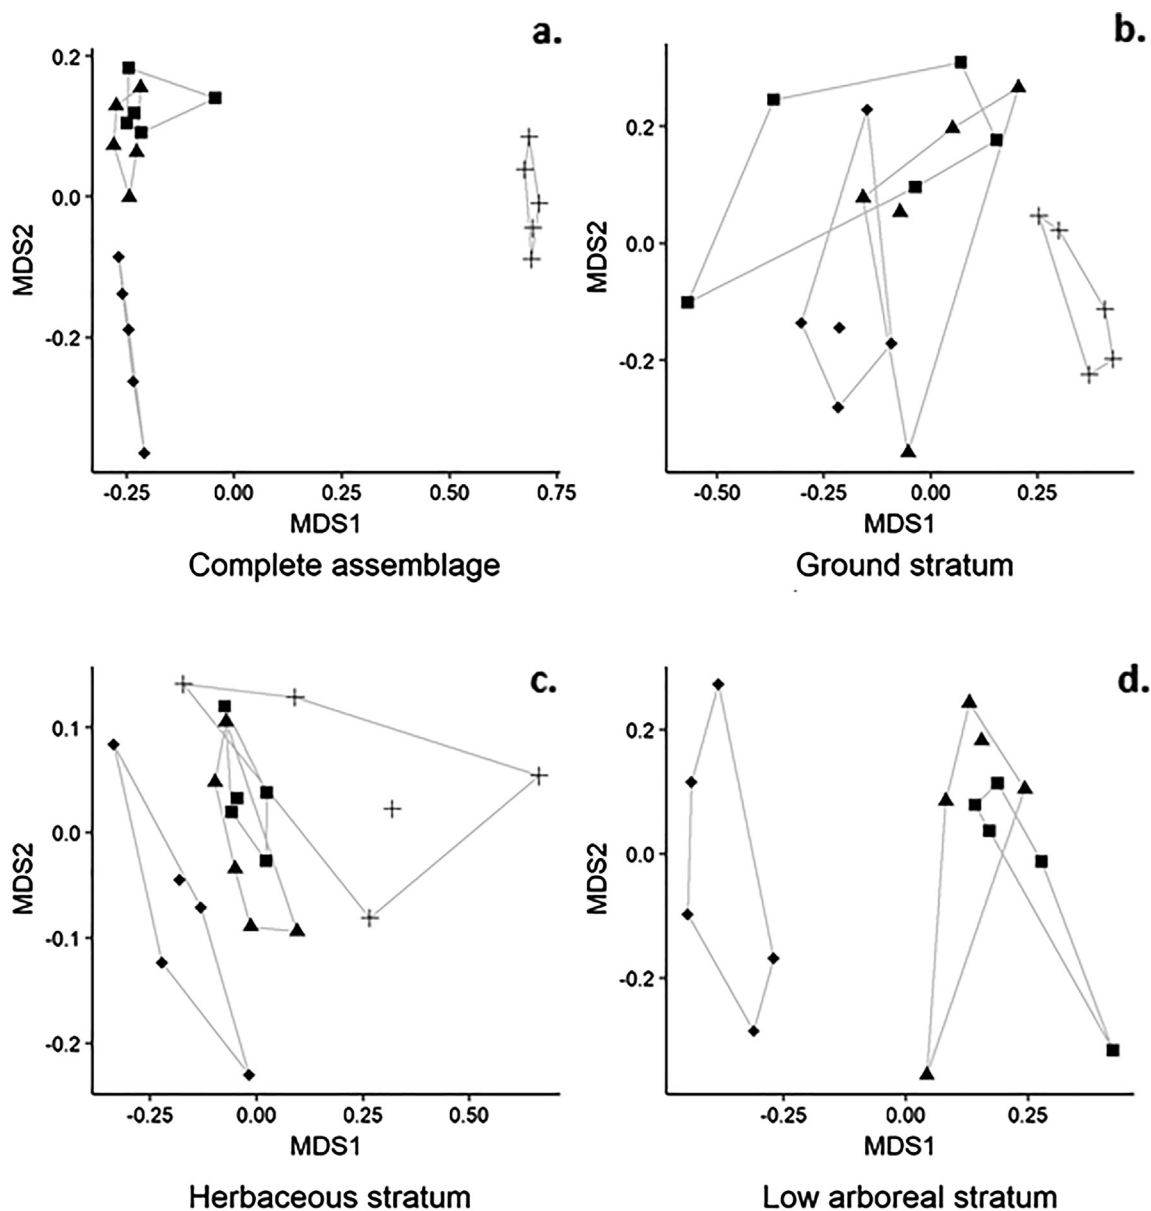 a.
0.2
0.0
-0.2
MDS2
-0.25 0.00 0.25 0.50 0.75
MDS1
Complete assemblage
b.
0.2
0.0
-0.2
MDS2
-0.50 -0.25 0.00 0.25
MDS1
Ground stratum
c.
0.1
0.0
-0.1
-0.2
MDS2
-0.25 0.00 0.25 0.50
MDS1
Herbaceous stratum
d.
0.2
0.0
-0.2
MDS2
-0.25 0.00 0.25
MDS1
Low arboreal stratum